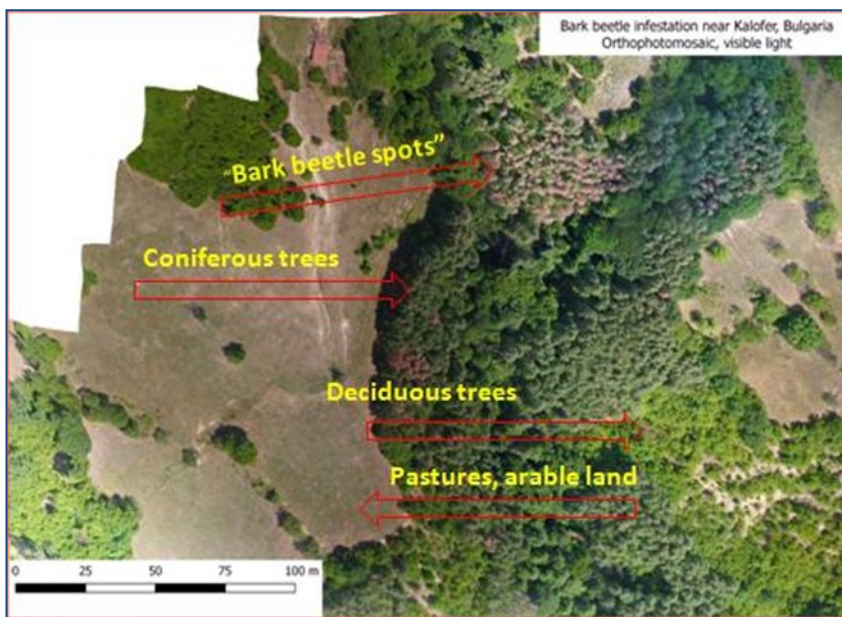 Bark beetle infestation near Kalofer, Bulgaria
Orthophotomosaic, visible light
“Bark beetle spots”
Coniferous trees
Deciduous trees
Pastures, arable land
0 25 50 75 100 m